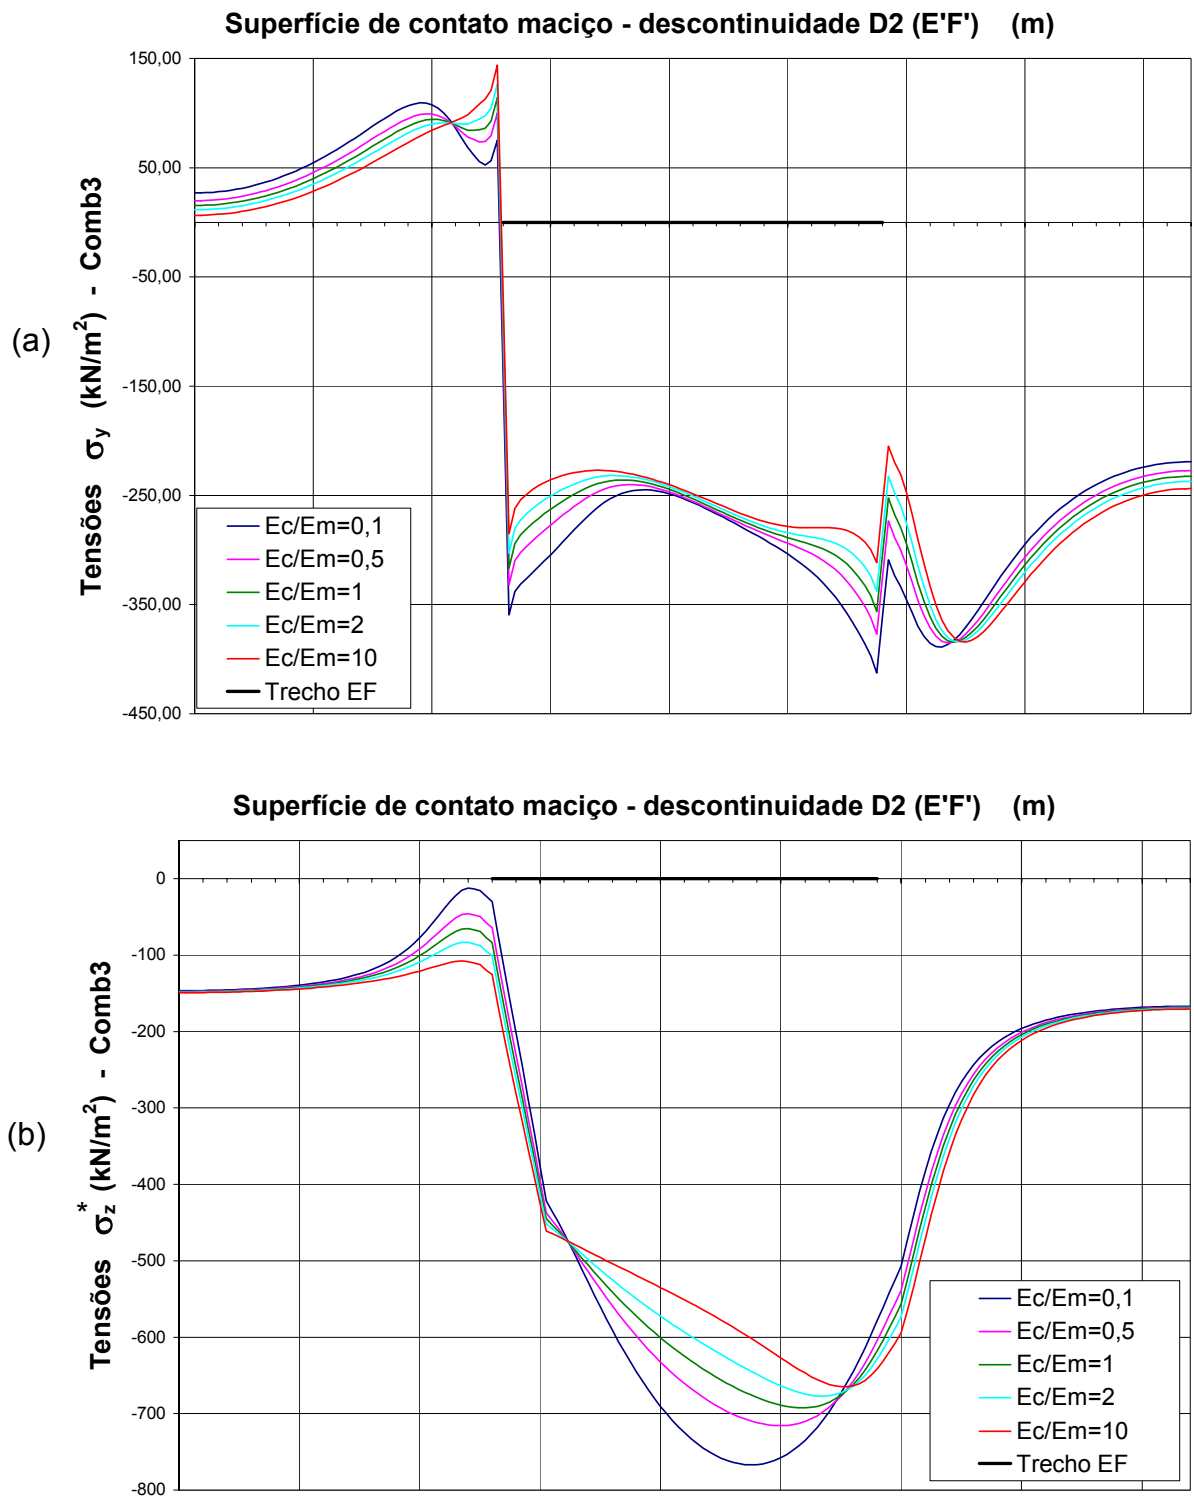 Superfície de contato maciço - descontinuidade D2 (E'F') (m)
(a)
Tensões σy (kN/m²) - Comb3
150,00
50,00
-50,00
-150,00
-250,00
-350,00
-450,00
Ec/Em=0,1
Ec/Em=0,5
Ec/Em=1
Ec/Em=2
Ec/Em=10
Trecho EF
Superfície de contato maciço - descontinuidade D2 (E'F') (m)
(b)
Tensões σz* (kN/m²) - Comb3
0
-100
-200
-300
-400
-500
-600
-700
-800
Ec/Em=0,1
Ec/Em=0,5
Ec/Em=1
Ec/Em=2
Ec/Em=10
Trecho EF